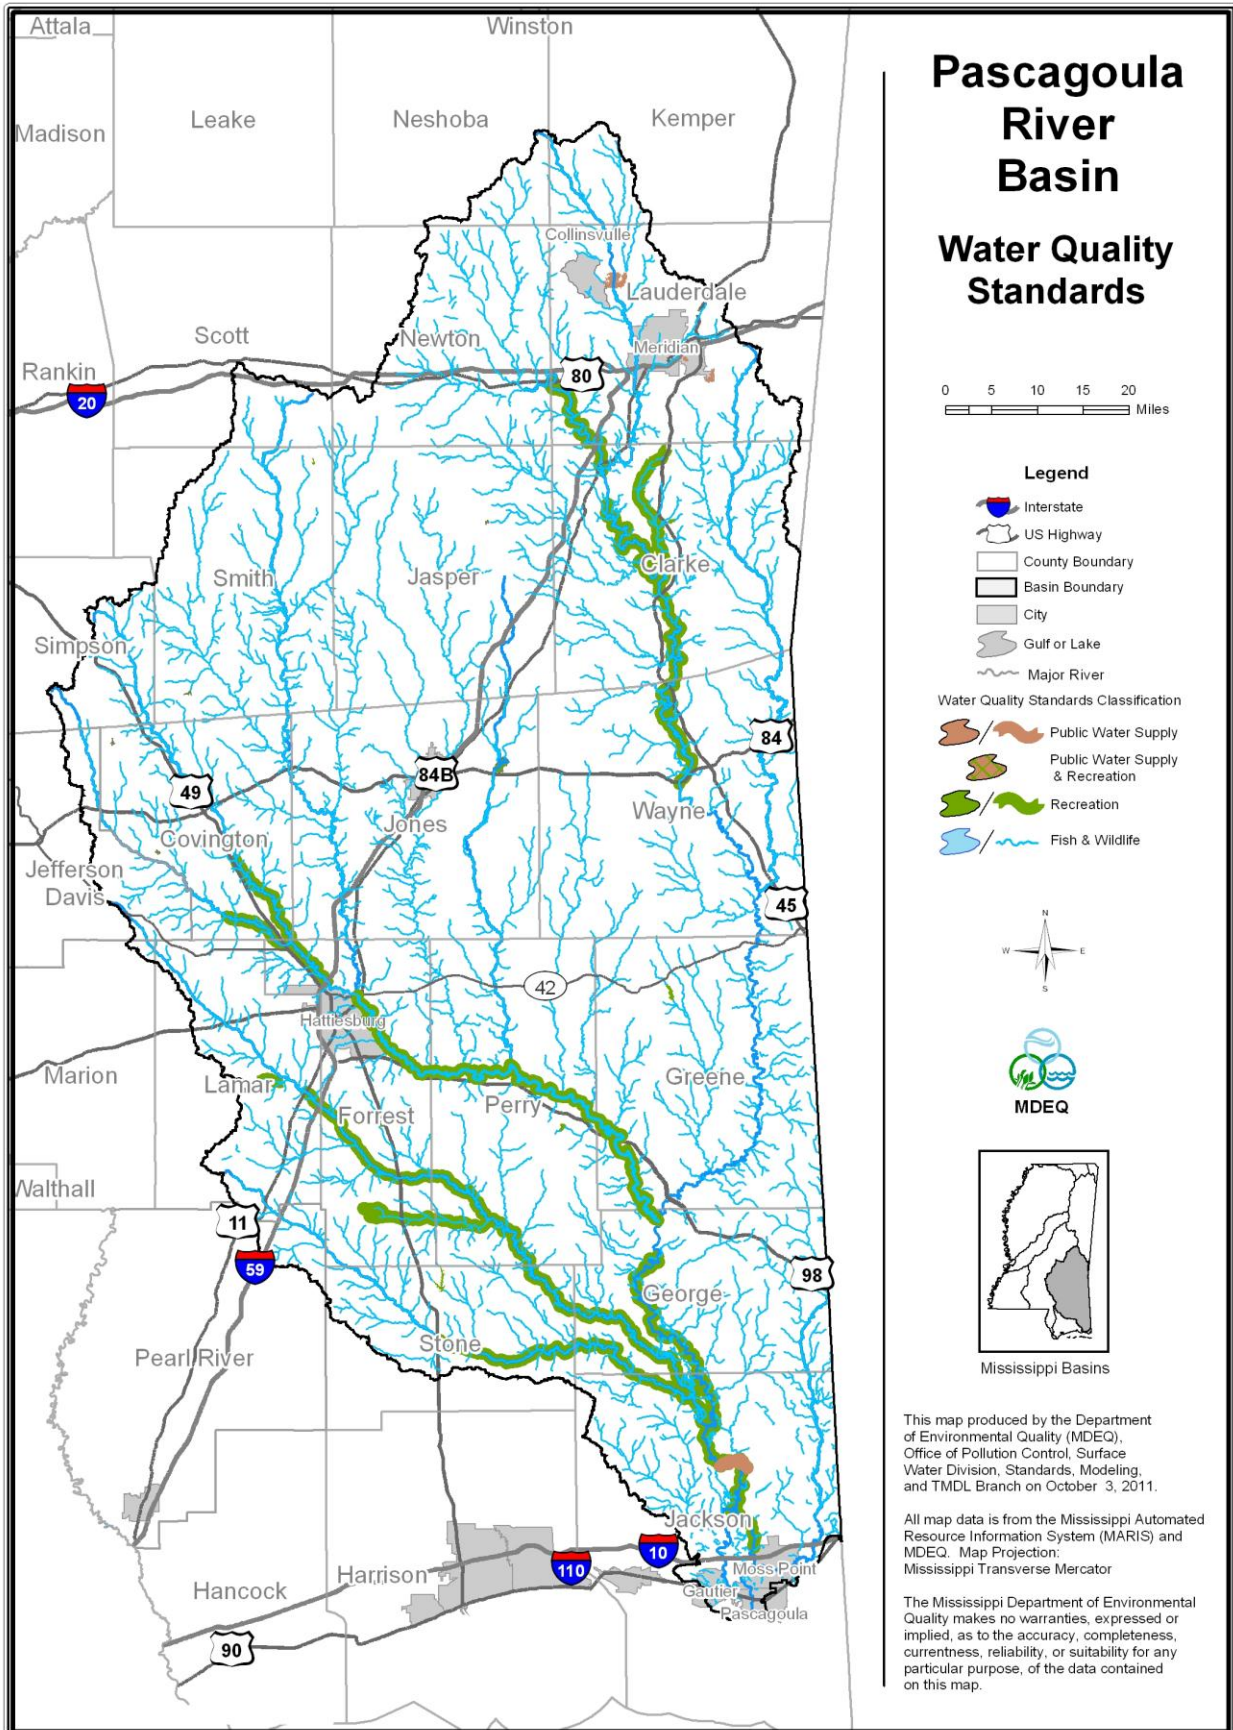 Pascagoula
River
Basin
Water Quality
Standards
0 5 10 15 20
Miles
Legend
Interstate
US Highway
County Boundary
Basin Boundary
City
Gulf or Lake
Major River
Water Quality Standards Classification
Public Water Supply
Public Water Supply
& Recreation
Recreation
Fish & Wildlife
N
W E
S
MDEQ
Mississippi Basins
This map produced by the Department
of Environmental Quality (MDEQ),
Office of Pollution Control, Surface
Water Division, Standards, Modeling,
and TMDL Branch on October 3, 2011.
All map data is from the Mississippi Automated
Resource Information System (MARIS) and
MDEQ. Map Projection:
Mississippi Transverse Mercator
The Mississippi Department of Environmental
Quality makes no warranties, expressed or
implied, as to the accuracy, completeness,
currentness, reliability, or suitability for any
particular purpose, of the data contained
on this map.
Attala
Winston
Madison
Leake
Neshoba
Kemper
Collinsvulle
Lauderdale
Scott
Newton
Meridian
Rankin
80
20
Smith
Jasper
Clarke
Simpson
84
84B
49
Wayne
Jones
Covington
Jefferson
Davis
45
42
Hattiesburg
Marion
Lamar
Greene
Perry
Forrest
Walthall
11
59
98
George
Stone
Pearl River
Jackson
10
110
Moss Point
Harrison
Hancock
Gautier
Pascagoula
90